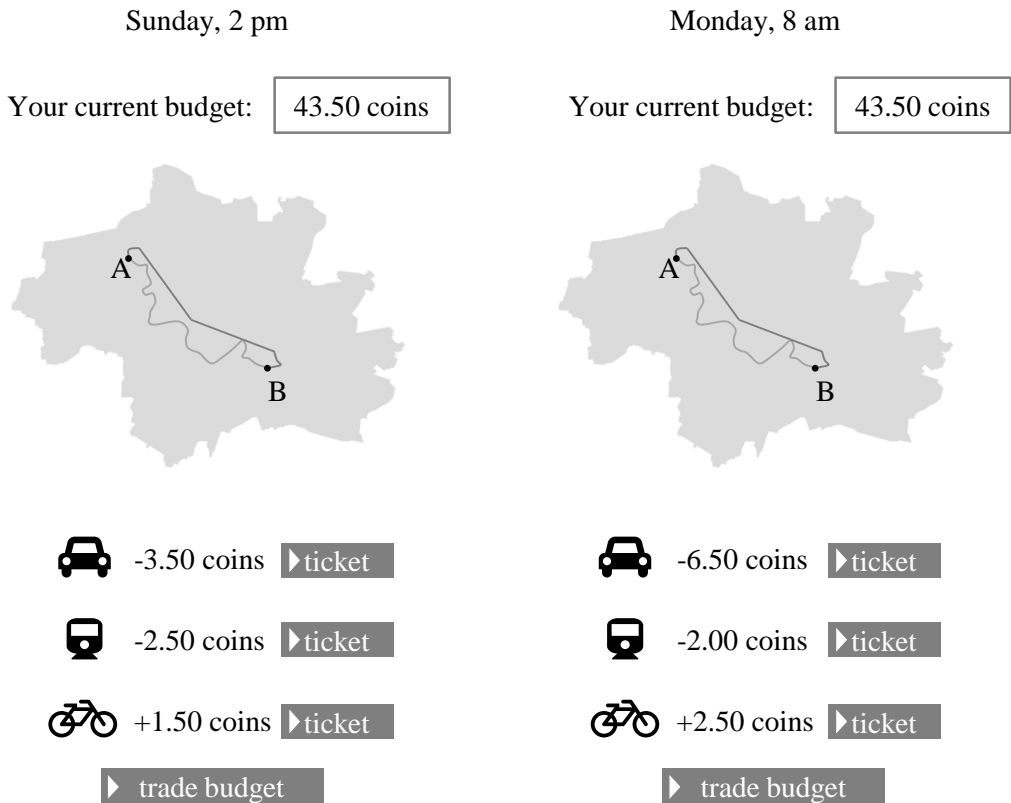 Sunday, 2 pm
Your current budget: 43.50 coins
A
B
-3.50 coins ticket
-2.50 coins ticket
+1.50 coins ticket
trade budget
Monday, 8 am
Your current budget: 43.50 coins
A
B
-6.50 coins ticket
-2.00 coins ticket
+2.50 coins ticket
trade budget